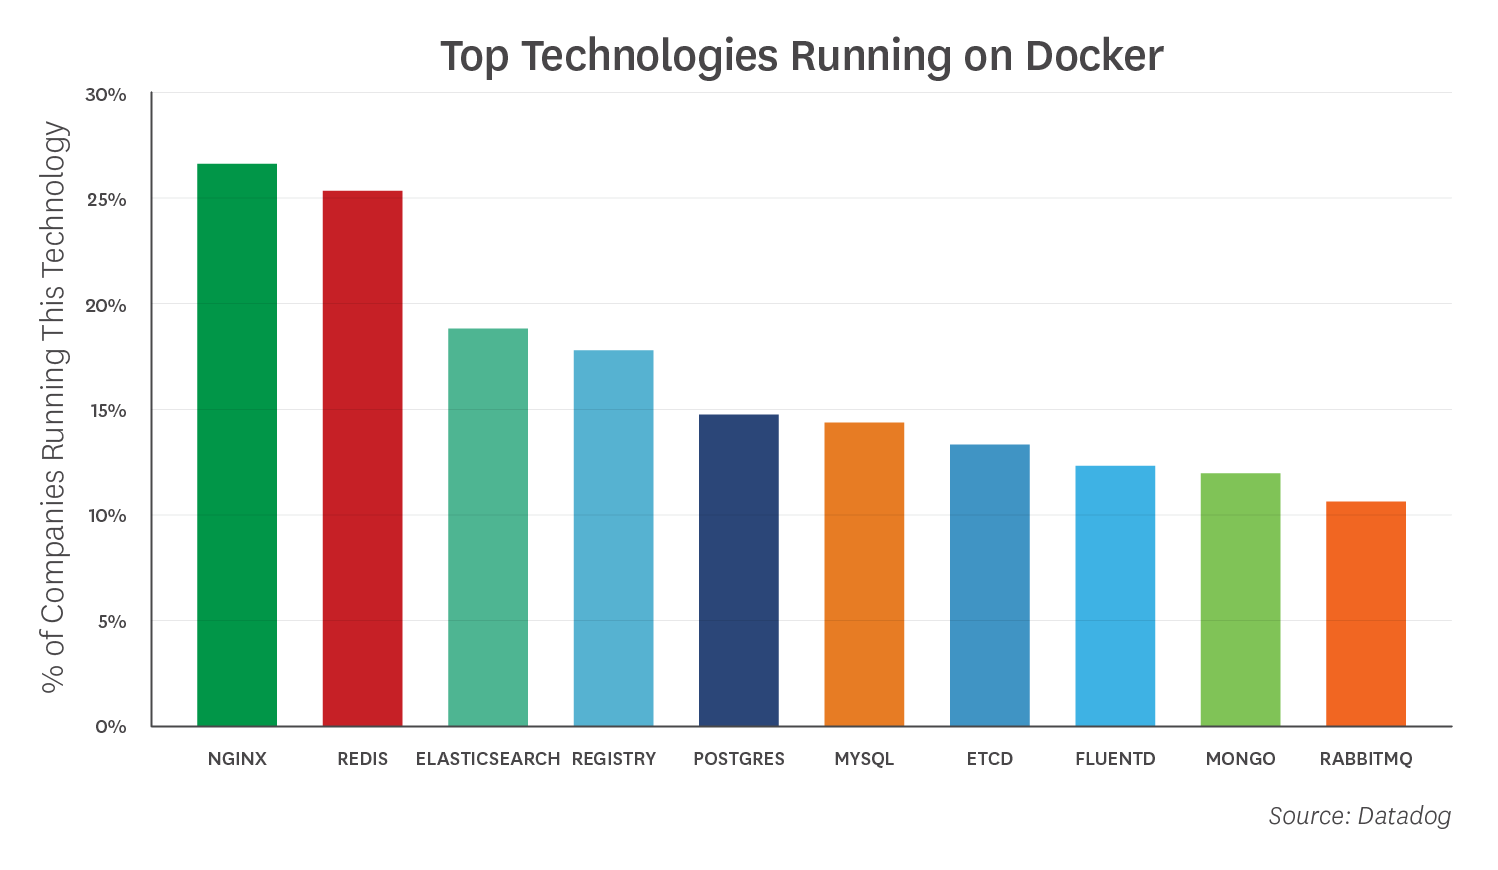 Top Technologies Running on Docker
% of Companies Running This Technology
30%
25%
20%
15%
10%
5%
0%
NGINX REDIS ELASTICSEARCH REGISTRY POSTGRES MYSQL ETCD FLUENTD MONGO RABBITMQ
Source: Datadog